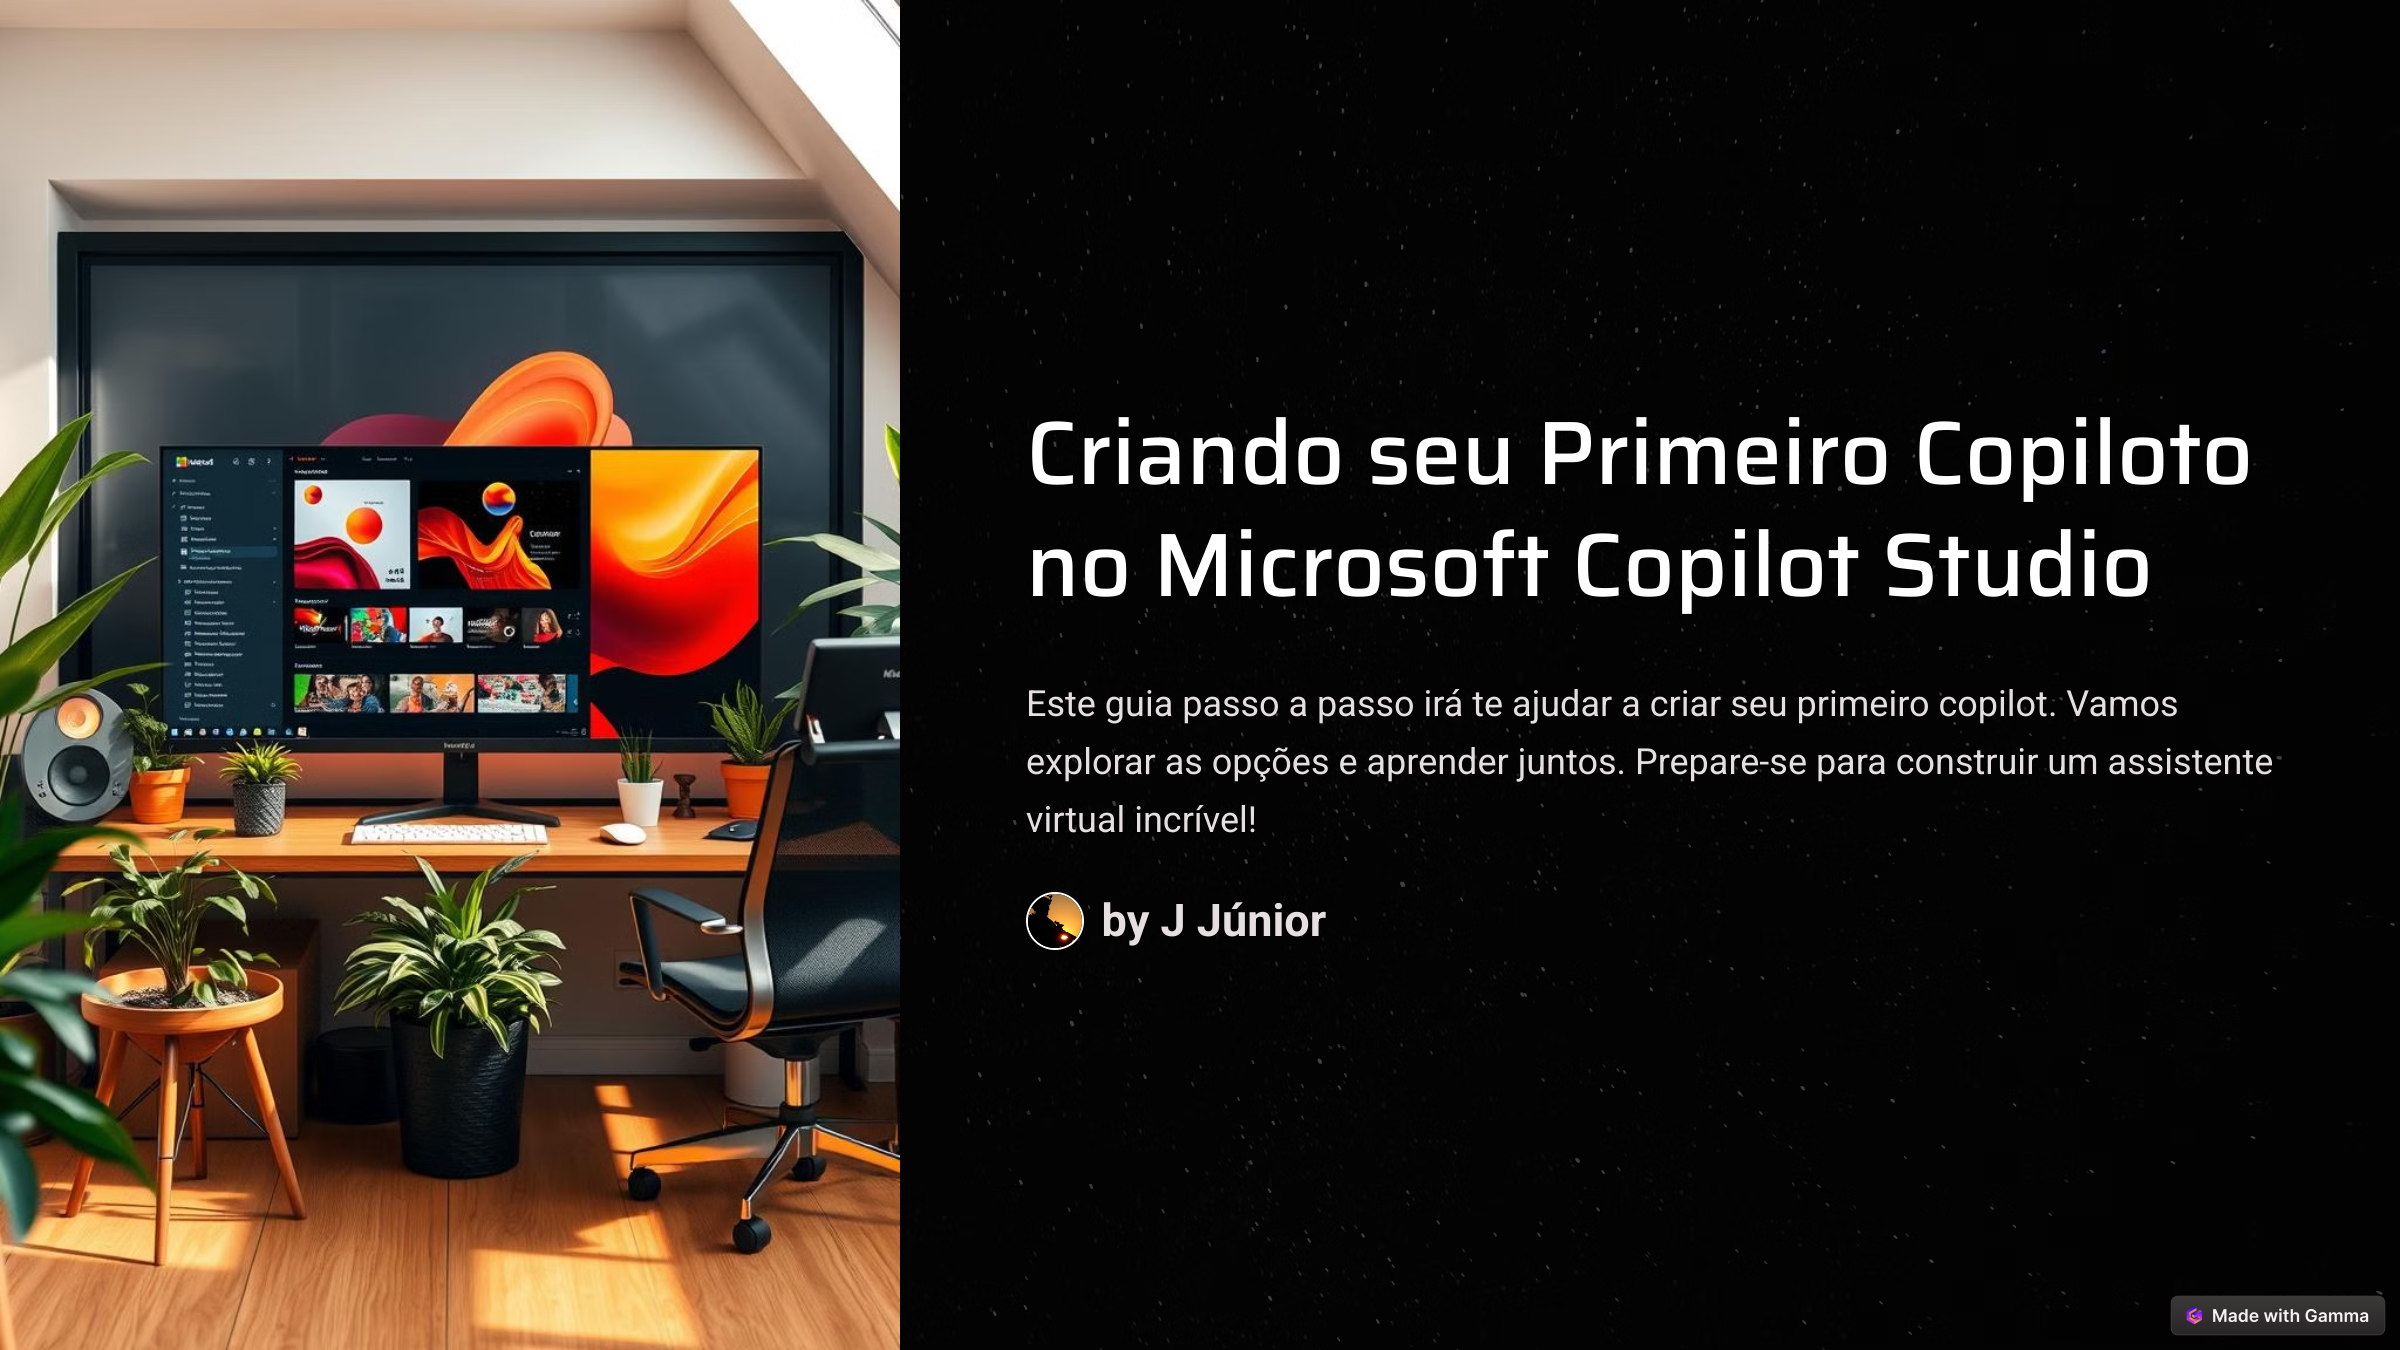 Criando seu Primeiro Copiloto
no Microsoft Copilot Studio
Este guia passo a passo irá te ajudar a criar seu primeiro copilot. Vamos
explorar as opções e aprender juntos. Prepare-se para construir um assistente
virtual incrível!
by J Júnior
Made with Gamma